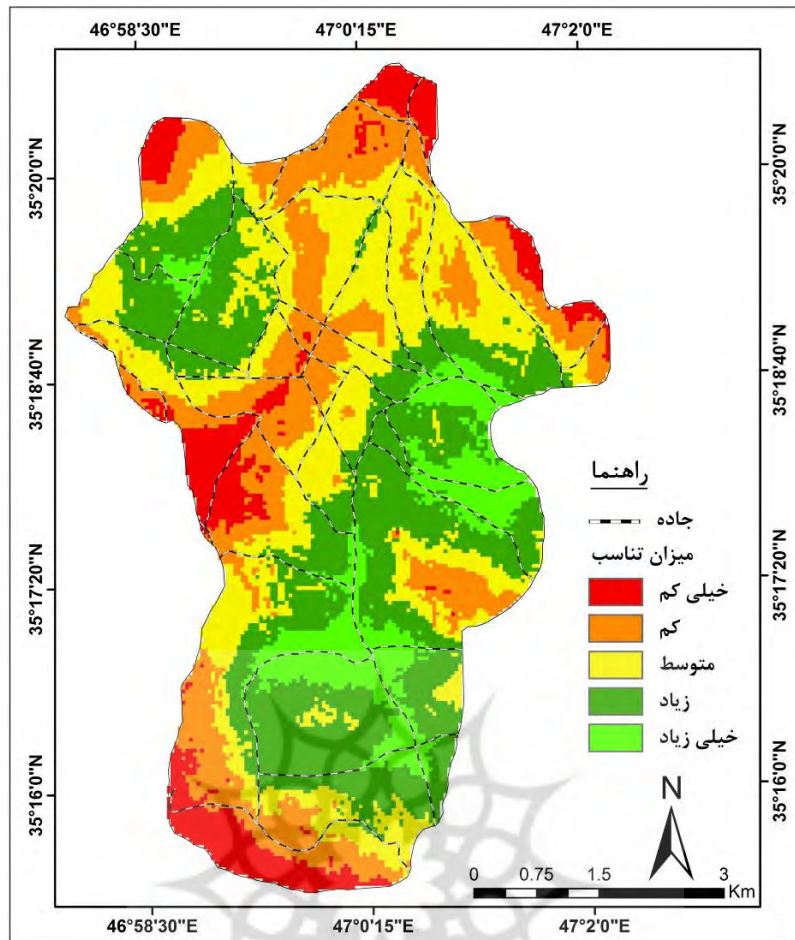 46°58'30"E 47°0'15"E 47°2'0"E
35°20'0"N 35°20'0"N
35°18'40"N 35°18'40"N
35°17'20"N 35°17'20"N
35°16'0"N 35°16'0"N
راهنما
جاده
میزان تناسب
خیلی کم
کم
متوسط
زیاد
خیلی زیاد
N
0 0.75 1.5 3
Km
46°58'30"E 47°0'15"E 47°2'0"E